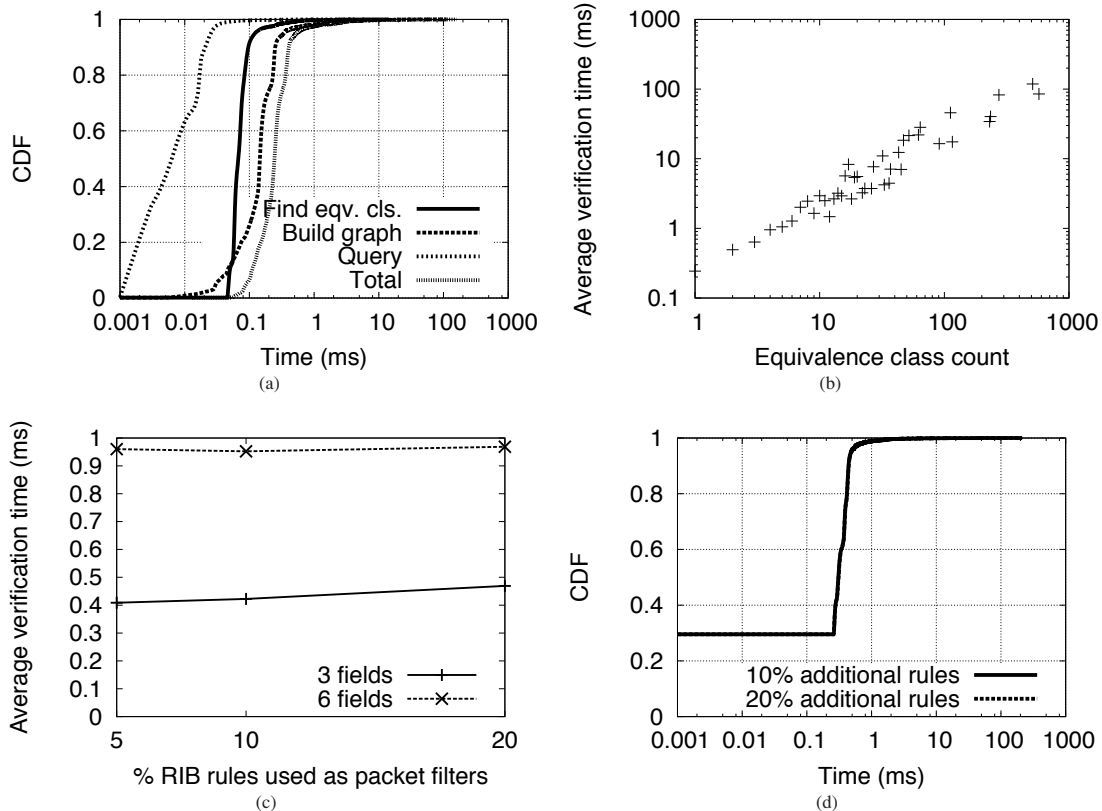 1
0.8
0.6
0.4
0.2
0
CDF
Find eqv. cls.
Build graph
Query
Total
0.001 0.01 0.1 1 10 100 1000
Time (ms)
(a)
1000
100
10
1
0.1
Average verification time (ms)
1 10 100 1000
Equivalence class count
(b)
1
0.9
0.8
0.7
0.6
0.5
0.4
0.3
0.2
0.1
0
Average verification time (ms)
3 fields
6 fields
5 10 20
% RIB rules used as packet filters
(c)
1
0.8
0.6
0.4
0.2
0
CDF
10% additional rules
20% additional rules
0.001 0.01 0.1 1 10 100 1000
Time (ms)
(d)